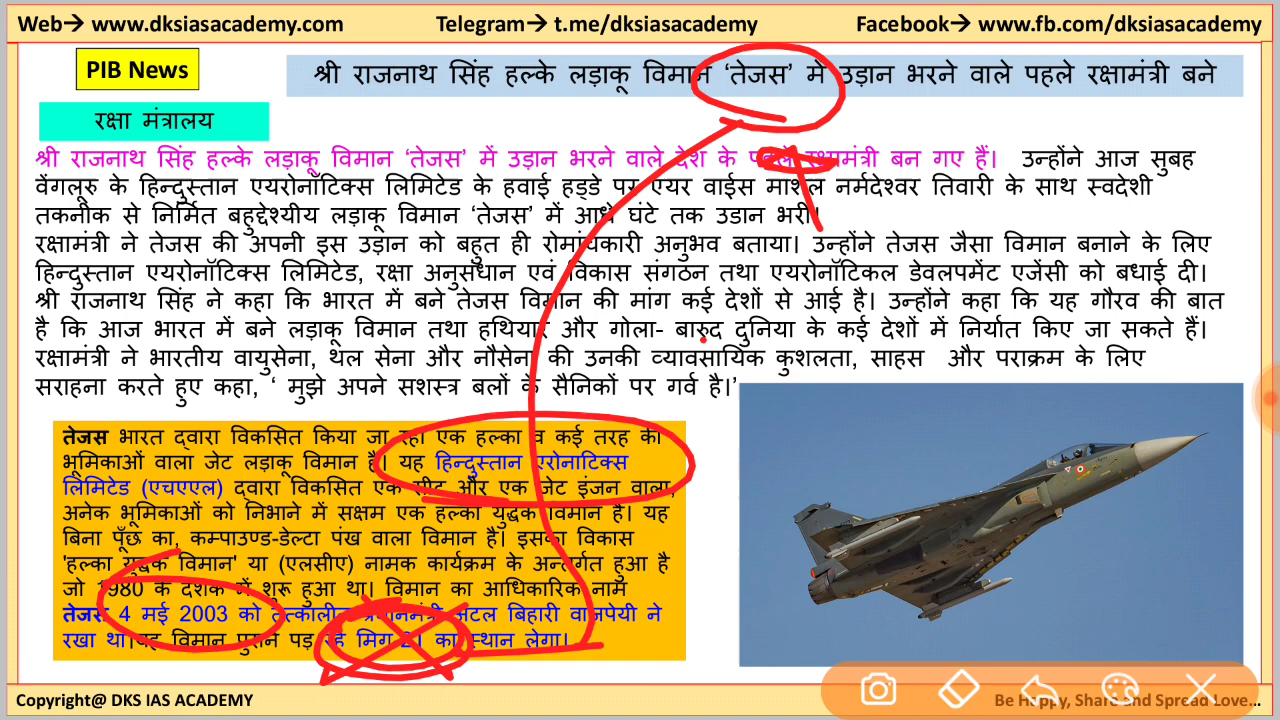 Web→ www.dksiasacademy.com Telegram→ t.me/dksiasacademy Facebook→ www.fb.com/dksiasacademy
PIB News
श्री राजनाथ सिंह हल्के लड़ाकू विमान ‘तेजस’ में उड़ान भरने वाले पहले रक्षामंत्री बने
रक्षा मंत्रालय
श्री राजनाथ सिंह हल्के लड़ाकू विमान ‘तेजस’ में उड़ान भरने वाले देश के पहले रक्षामंत्री बन गए हैं। उन्होंने आज सुबह
वेंगलूरु के हिन्दुस्तान एयरोनॉटिक्स लिमिटेड के हवाई हड्डे पर एयर वाईस मार्शल नर्मदेश्वर तिवारी के साथ स्वदेशी
तकनीक से निर्मित बहुद्देश्यीय लड़ाकू विमान ‘तेजस’ में आधे घंटे तक उडान भरी।
रक्षामंत्री ने तेजस की अपनी इस उड़ान को बहुत ही रोमांचकारी अनुभव बताया। उन्होंने तेजस जैसा विमान बनाने के लिए
हिन्दुस्तान एयरोनॉटिक्स लिमिटेड, रक्षा अनुसंधान एवं विकास संगठन तथा एयरोनॉटिकल डेवलपमेंट एजेंसी को बधाई दी।
श्री राजनाथ सिंह ने कहा कि भारत में बने तेजस विमान की मांग कई देशों से आई है। उन्होंने कहा कि यह गौरव की बात
है कि आज भारत में बने लड़ाकू विमान तथा हथियार और गोला- बारुद दुनिया के कई देशों में निर्यात किए जा सकते हैं।
रक्षामंत्री ने भारतीय वायुसेना, थल सेना और नौसेना की उनकी व्यावसायिक कुशलता, साहस और पराक्रम के लिए
सराहना करते हुए कहा, ‘ मुझे अपने सशस्त्र बलों के सैनिकों पर गर्व है।’
तेजस भारत द्वारा विकसित किया जा रहा एक हल्का व कई तरह की
भूमिकाओं वाला जेट लड़ाकू विमान है। यह हिन्दुस्तान एरोनाटिक्स
लिमिटेड (एचएएल) द्वारा विकसित एक सीट और एक जेट इंजन वाला,
अनेक भूमिकाओं को निभाने में सक्षम एक हल्का युद्धक विमान है। यह
बिना पूँछ का, कम्पाउण्ड-डेल्टा पंख वाला विमान है। इसका विकास
'हल्का युद्धक विमान' या (एलसीए) नामक कार्यक्रम के अन्तर्गत हुआ है
जो 1980 के दशक में शुरू हुआ था। विमान का आधिकारिक नाम
तेजस 4 मई 2003 को तत्कालीन प्रधानमंत्री अटल बिहारी वाजपेयी ने
रखा था।यह विमान पुराने पड़ रहे मिग 21 का स्थान लेगा।
Copyright@ DKS IAS ACADEMY Be Happy, Share and Spread Love...